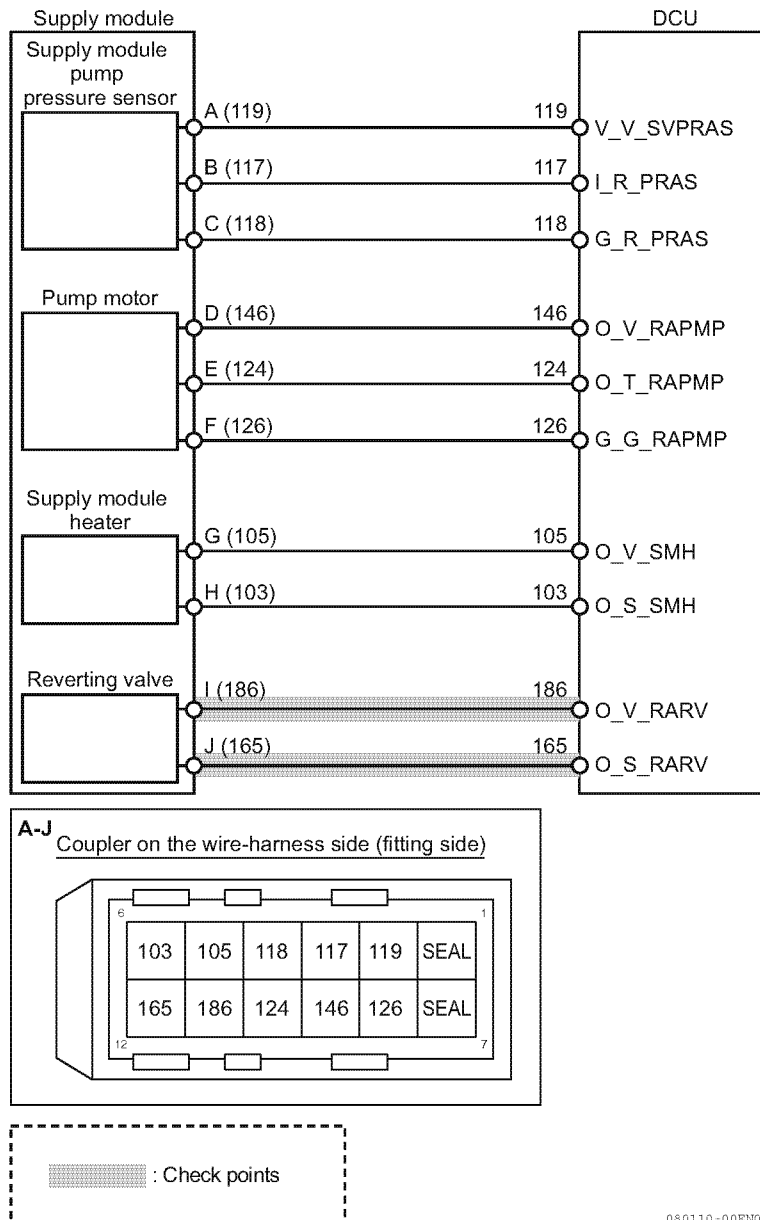 Supply module
DCU
Supply module
pump
pressure sensor
A (119)
119
V_V_SVPRAS
B (117)
117
I_R_PRAS
C (118)
118
G_R_PRAS
Pump motor
D (146)
146
O_V_RAPMP
E (124)
124
O_T_RAPMP
F (126)
126
G_G_RAPMP
Supply module
heater
G (105)
105
O_V_SMH
H (103)
103
O_S_SMH
Reverting valve
I (186)
186
O_V_RARV
J (165)
165
O_S_RARV
A-J
Coupler on the wire-harness side (fitting side)
6 1
103 105 118 117 119 SEAL
165 186 124 146 126 SEAL
12 7
: Check points